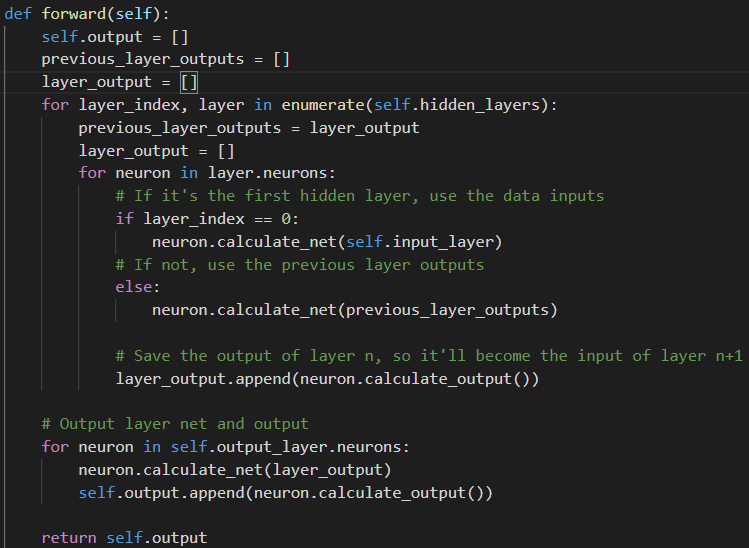 def forward(self):
    self.output = []
    previous_layer_outputs = []
    layer_output = []
    for layer_index, layer in enumerate(self.hidden_layers):
        previous_layer_outputs = layer_output
        layer_output = []
        for neuron in layer.neurons:
            # If it's the first hidden layer, use the data inputs
            if layer_index == 0:
                neuron.calculate_net(self.input_layer)
            # If not, use the previous layer outputs
            else:
                neuron.calculate_net(previous_layer_outputs)

            # Save the output of layer n, so it'll become the input of layer n+1
            layer_output.append(neuron.calculate_output())

    # Output layer net and output
    for neuron in self.output_layer.neurons:
        neuron.calculate_net(layer_output)
        self.output.append(neuron.calculate_output())

    return self.output